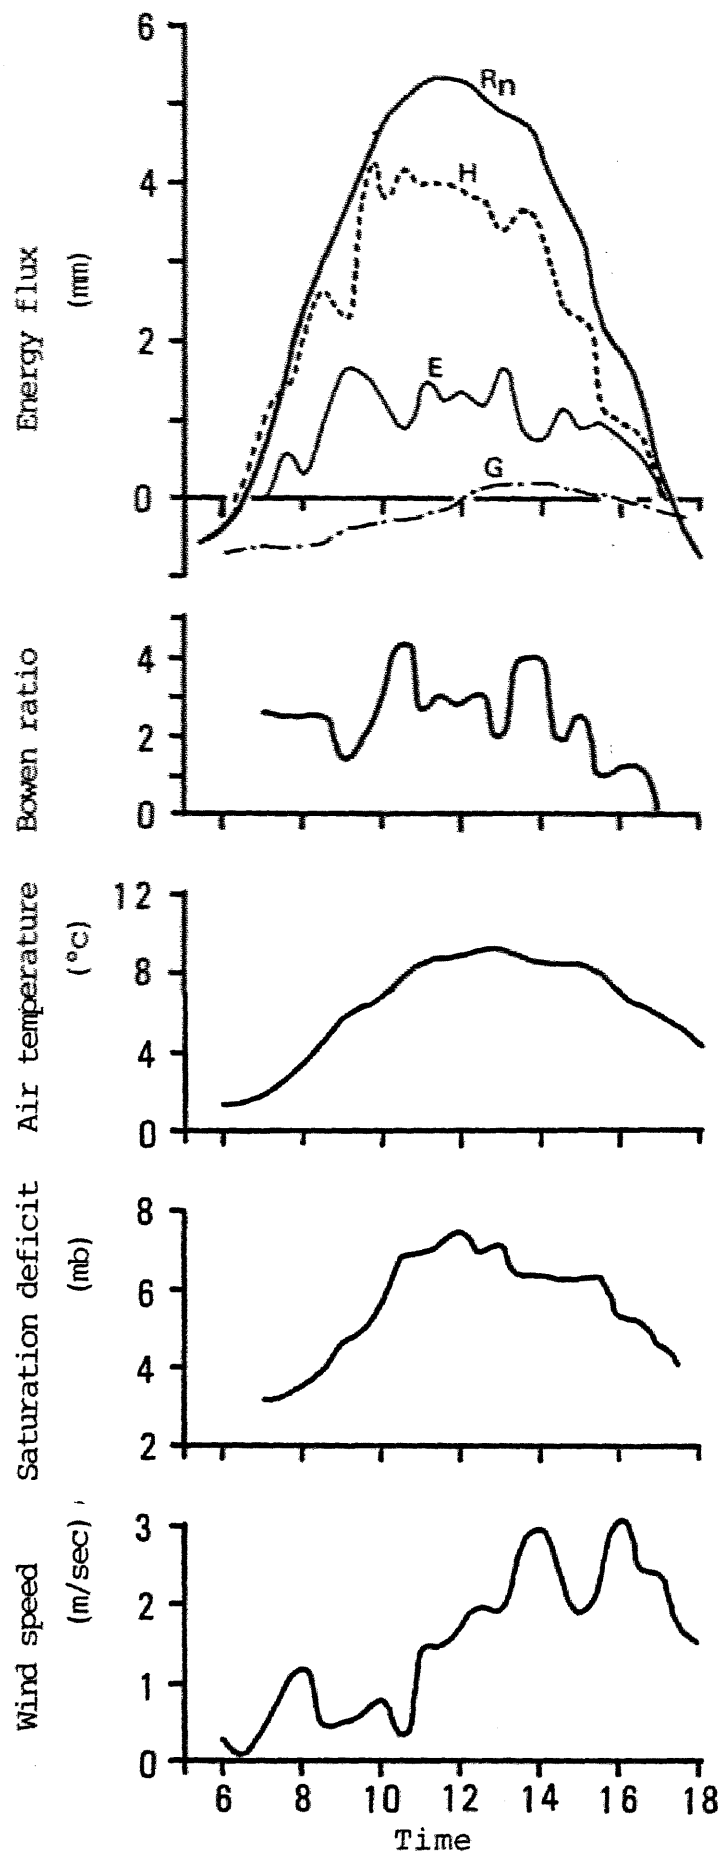 6
4
2
0
Energy flux
(mm)
Rn
H
E
G
4
2
0
Bowen ratio
12
8
4
0
Air temperature
(°c)
8
6
4
2
Saturation deficit
(mb)
3
2
1
0
Wind speed
(m/sec)
6 8 10 12 14 16 18
Time